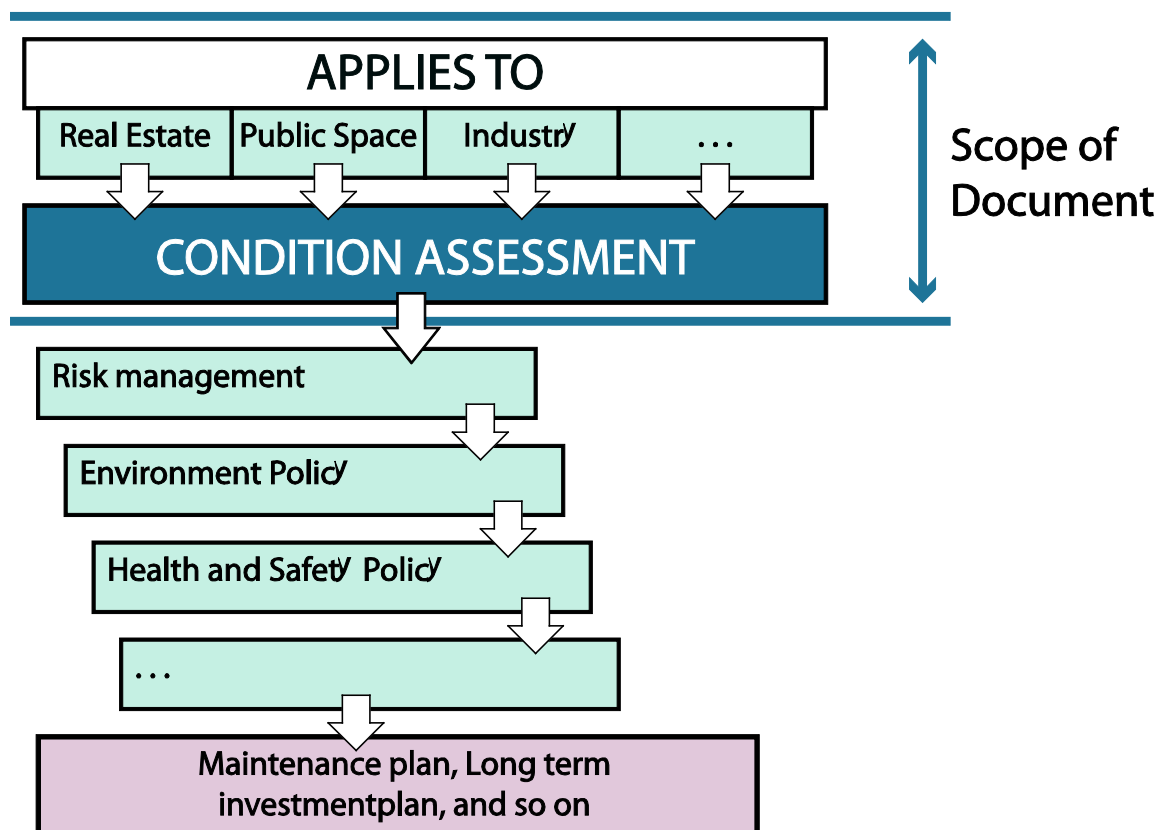 APPLIES TO
Real Estate
Public Space
Industry
...
Scope of
Document
CONDITION ASSESSMENT
Risk management
Environment Policy
Health and Safety Policy
...
Maintenance plan, Long term
investmentplan, and so on